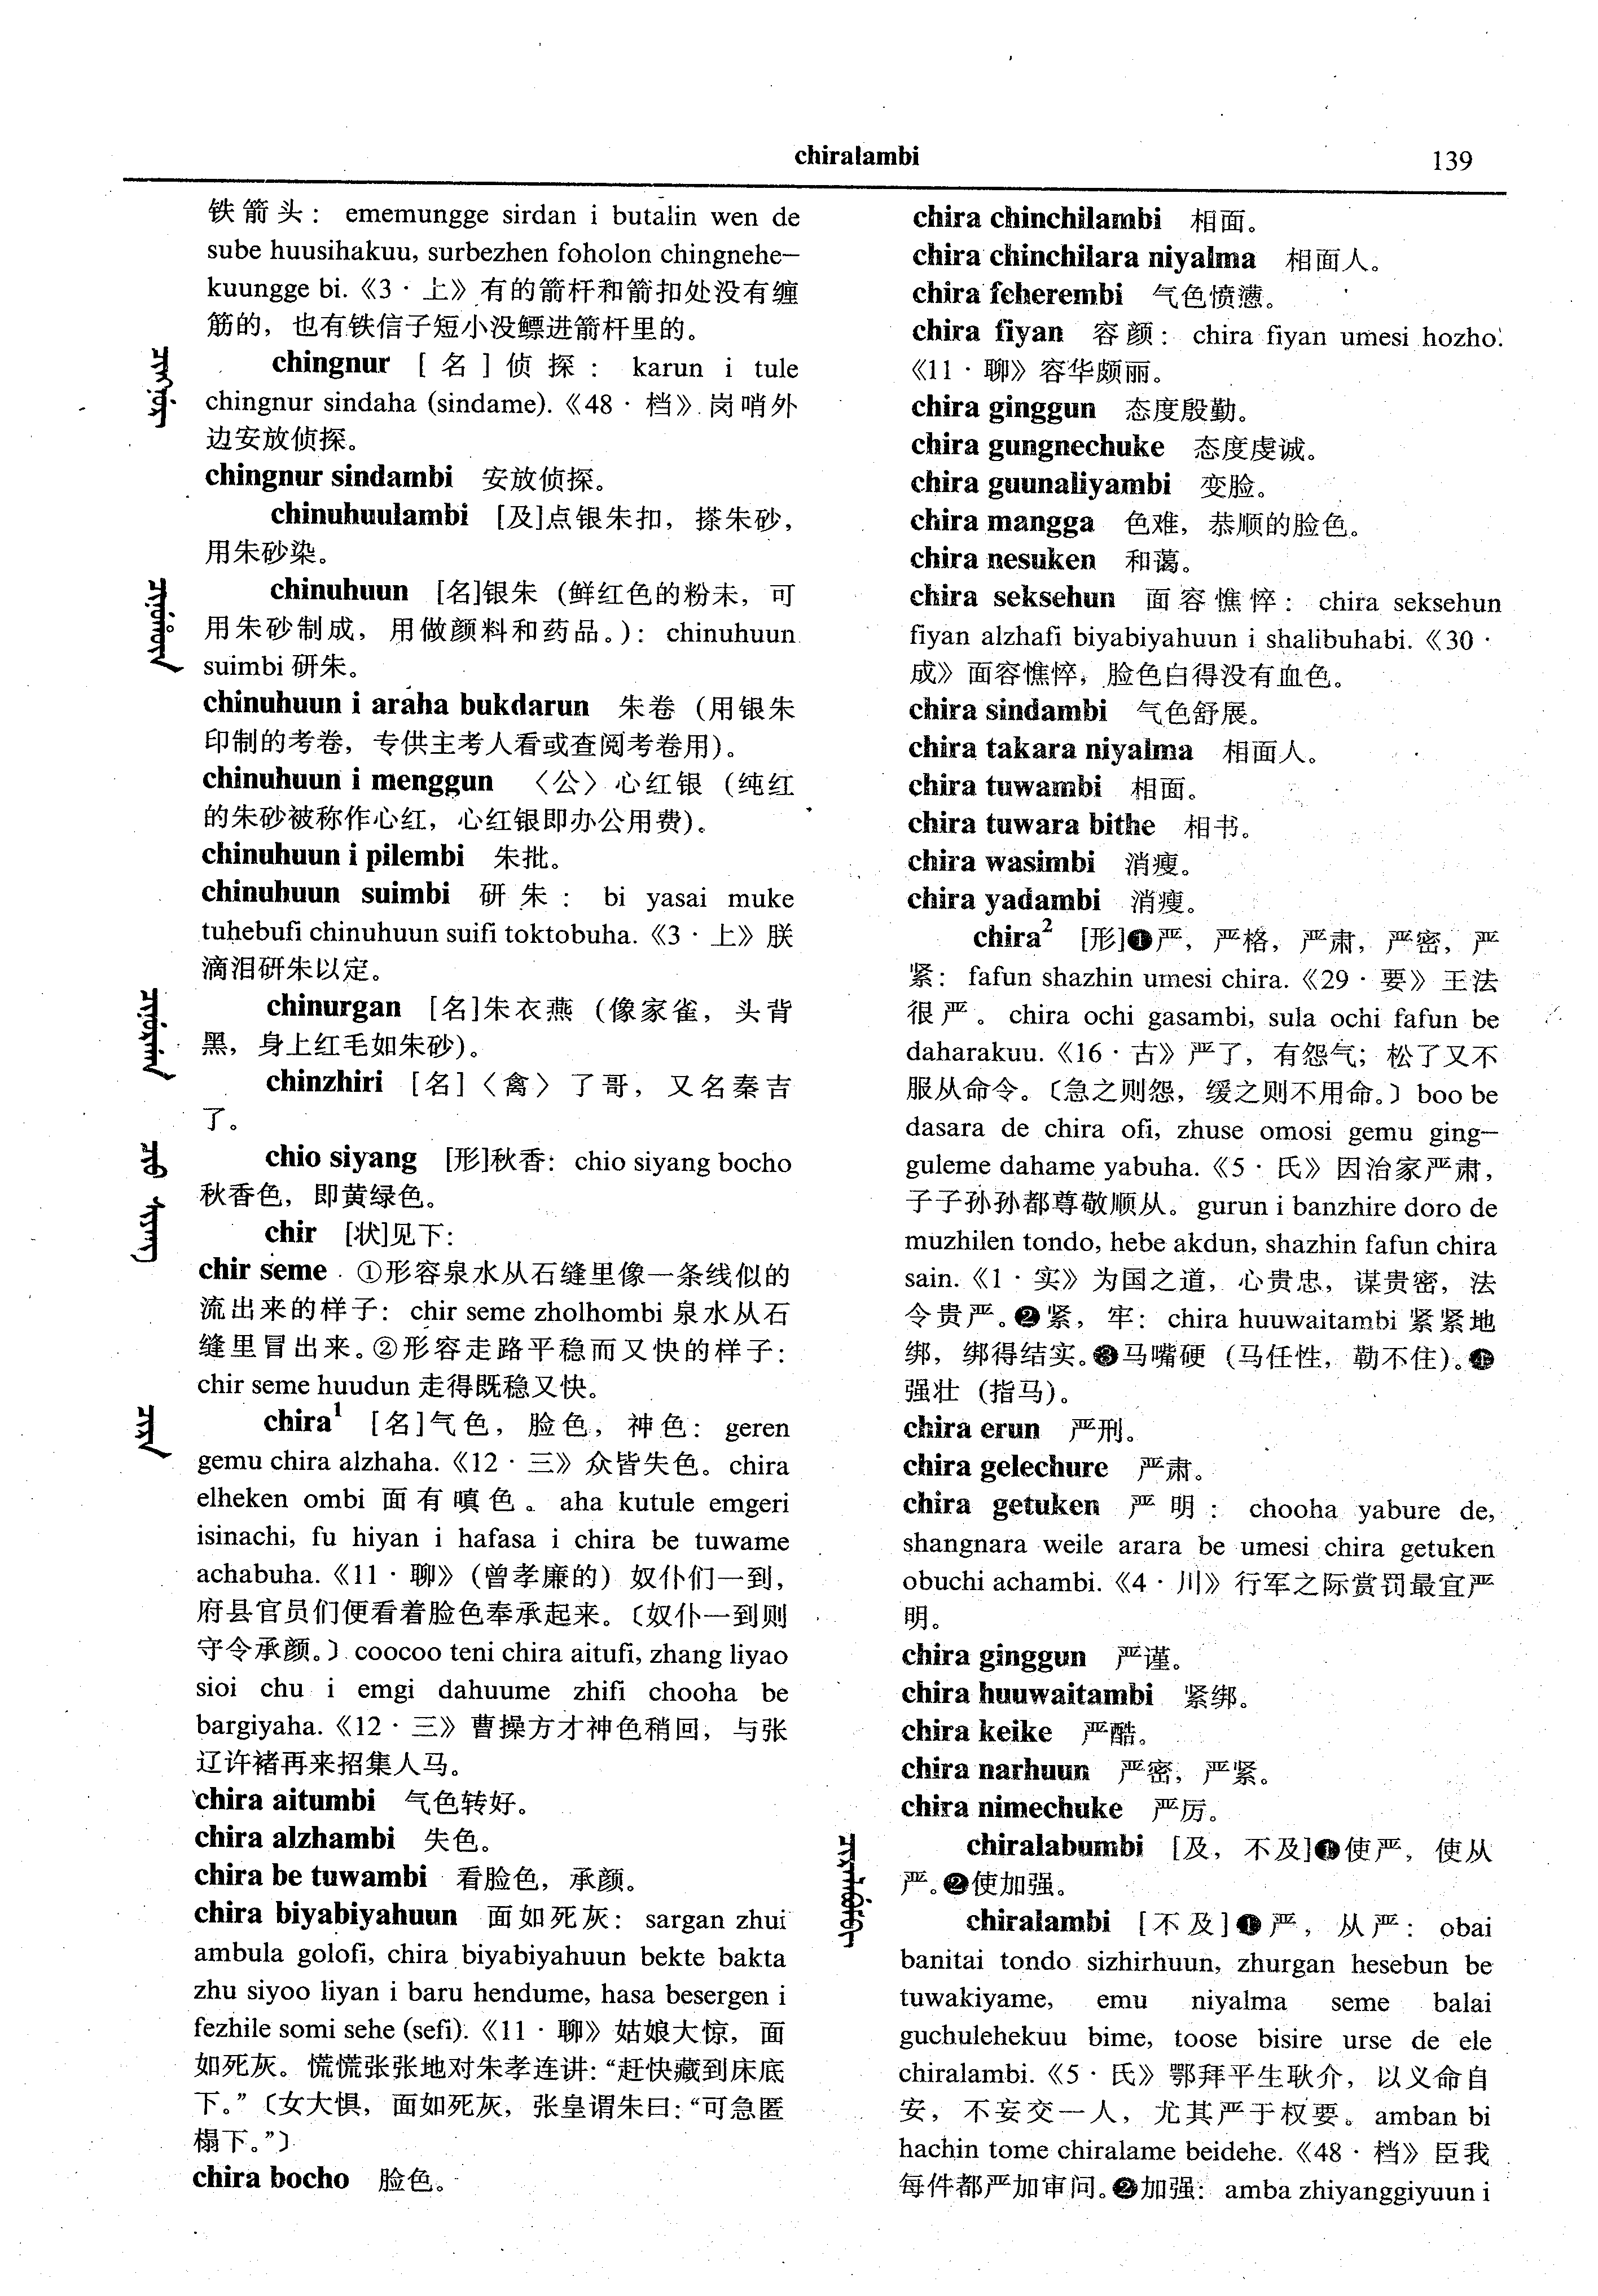 chiralambi
139
铁箭头： ememungge sirdan i butalin wen de
sube huusihakuu, surbezhen foholon chingnehe—
kuungge bi.《3 · 上》有的箭杆和箭扣处没有缠
筋的，也有铁信子短小没鳔进箭杆里的。
chingnur [名]侦探： karun i tule
chingnur sindaha (sindame).《48 · 档》岗哨外
边安放侦探。
chingnur sindambi 安放侦探。
chinuhuulambi [及]点银朱扣，搽朱砂，
用朱砂染。
chinuhuun [名]银朱（鲜红色的粉末，可
用朱砂制成，用做颜料和药品。）： chinuhuun
suimbi 研朱。
chinuhuun i araha bukdarun 朱卷（用银朱
印制的考卷，专供主考人看或查阅考卷用）。
chinuhuun i menggun 〈公〉心红银（纯红
的朱砂被称作心红，心红银即办公用费）。
chinuhuun i pilembi 朱批。
chinuhuun suimbi 研朱： bi yasai muke
tuhebufi chinuhuun suifi toktobuha.《3 · 上》朕
滴泪研朱以定。
chinurgan [名]朱衣燕（像家雀，头背
黑，身上红毛如朱砂）。
chinzhiri [名]〈禽〉了哥，又名秦吉
了。
chio siyang [形]秋香： chio siyang bocho
秋香色，即黄绿色。
chir [状]见下：
chir seme ①形容泉水从石缝里像一条线似的
流出来的样子： chir seme zholhombi 泉水从石
缝里冒出来。②形容走路平稳而又快的样子：
chir seme huudun 走得既稳又快。
chira¹ [名]气色，脸色，神色： geren
gemu chira alzhaha.《12 · 三》众皆失色。chira
elheken ombi 面有嗔色。aha kutule emgeri
isinachi, fu hiyan i hafasa i chira be tuwame
achabuha.《11 · 聊》（曾孝廉的）奴仆们一到，
府县官员们便看着脸色奉承起来。〔奴仆一到则
守令承颜。〕coocoo teni chira aitufi, zhang liyao
sioi chu i emgi dahuume zhifi chooha be
bargiyaha.《12 · 三》曹操方才神色稍回，与张
辽许褚再来招集人马。
chira aitumbi 气色转好。
chira alzhambi 失色。
chira be tuwambi 看脸色，承颜。
chira biyabiyahuun 面如死灰： sargan zhui
ambula golofi, chira biyabiyahuun bekte bakta
zhu siyoo liyan i baru hendume, hasa besergen i
fezhile somi sehe (sefi).《11 · 聊》姑娘大惊，面
如死灰。慌慌张张地对朱孝连讲：“赶快藏到床底
下。”〔女大惧，面如死灰，张皇谓朱曰：“可急匿
榻下。”〕
chira bocho 脸色。
chira chinchilambi 相面。
chira chinchilara niyalma 相面人。
chira feherembi 气色愤懑。
chira fiyan 容颜： chira fiyan umesi hozho.
《11 · 聊》容华颇丽。
chira ginggun 态度殷勤。
chira gungnechuke 态度虔诚。
chira guunaliyambi 变脸。
chira mangga 色难，恭顺的脸色。
chira nesuken 和蔼。
chira seksehun 面容憔悴： chira seksehun
fiyan alzhafi biyabiyahuun i shalibuhabi.《30 ·
成》面容憔悴，脸色白得没有血色。
chira sindambi 气色舒展。
chira takara niyalma 相面人。
chira tuwambi 相面。
chira tuwara bithe 相书。
chira wasimbi 消瘦。
chira yadambi 消瘦。
chira² [形]❶严，严格，严肃，严密，严
紧： fafun shazhin umesi chira.《29 · 要》王法
很严。chira ochi gasambi, sula ochi fafun be
daharakuu.《16 · 古》严了，有怨气；松了又不
服从命令。〔急之则怨，缓之则不用命。〕boo be
dasara de chira ofi, zhuse omosi gemu ging—
guleme dahame yabuha.《5 · 氏》因治家严肃，
子子孙孙都尊敬顺从。gurun i banzhire doro de
muzhilen tondo, hebe akdun, shazhin fafun chira
sain.《1 · 实》为国之道，心贵忠，谋贵密，法
令贵严。❷紧，牢： chira huuwaitambi 紧紧地
绑，绑得结实。❸马嘴硬（马任性，勒不住）。❹
强壮（指马）。
chira erun 严刑。
chira gelechure 严肃。
chira getuken 严明： chooha yabure de,
shangnara weile arara be umesi chira getuken
obuchi achambi.《4 · 川》行军之际赏罚最宜严
明。
chira ginggun 严谨。
chira huuwaitambi 紧绑。
chira keike 严酷。
chira narhuun 严密，严紧。
chira nimechuke 严厉。
chiralabumbi [及，不及]❶使严，使从
严。❷使加强。
chiralambi [不及]❶严，从严： obai
banitai tondo sizhirhuun, zhurgan hesebun be
tuwakiyame, emu niyalma seme balai
guchulehekuu bime, toose bisire urse de ele
chiralambi.《5 · 氏》鄂拜平生耿介，以义命自
安，不妄交一人，尤其严于权要。amban bi
hachin tome chiralame beidehe.《48 · 档》臣我
每件都严加审问。❷加强： amba zhiyanggiyuun i